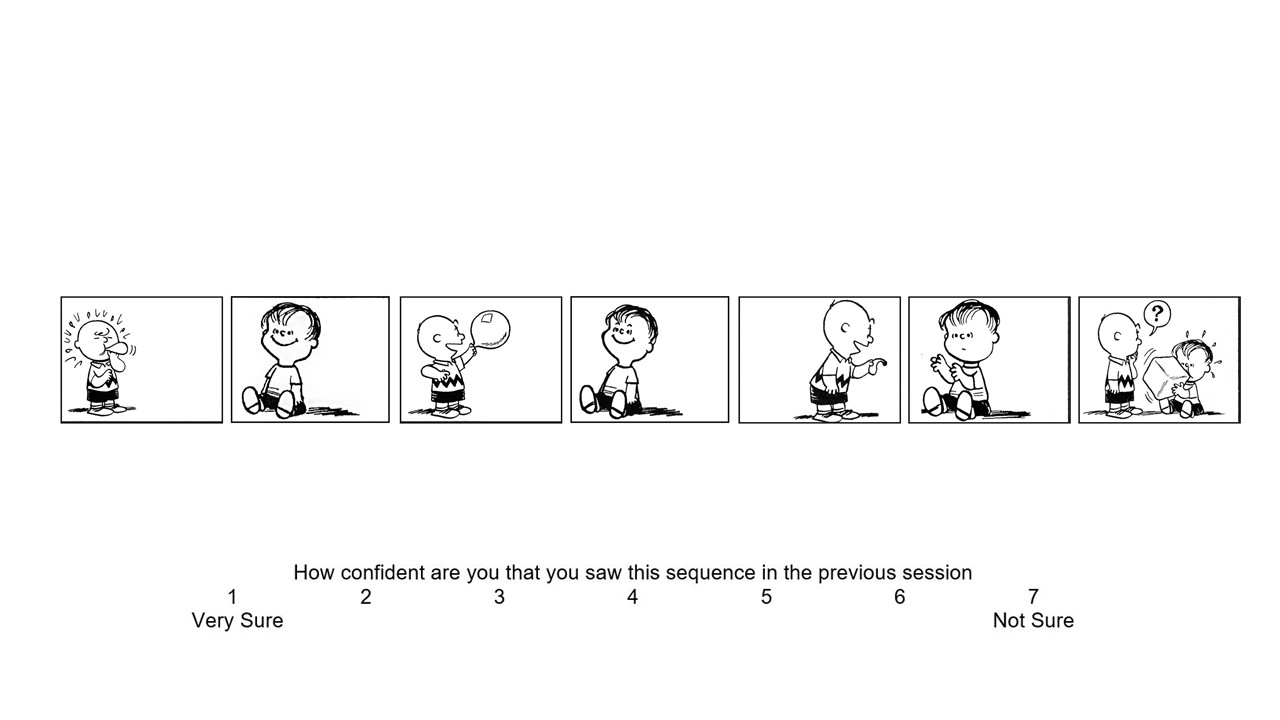 ?
How confident are you that you saw this sequence in the previous session
1 2 3 4 5 6 7
Very Sure Not Sure